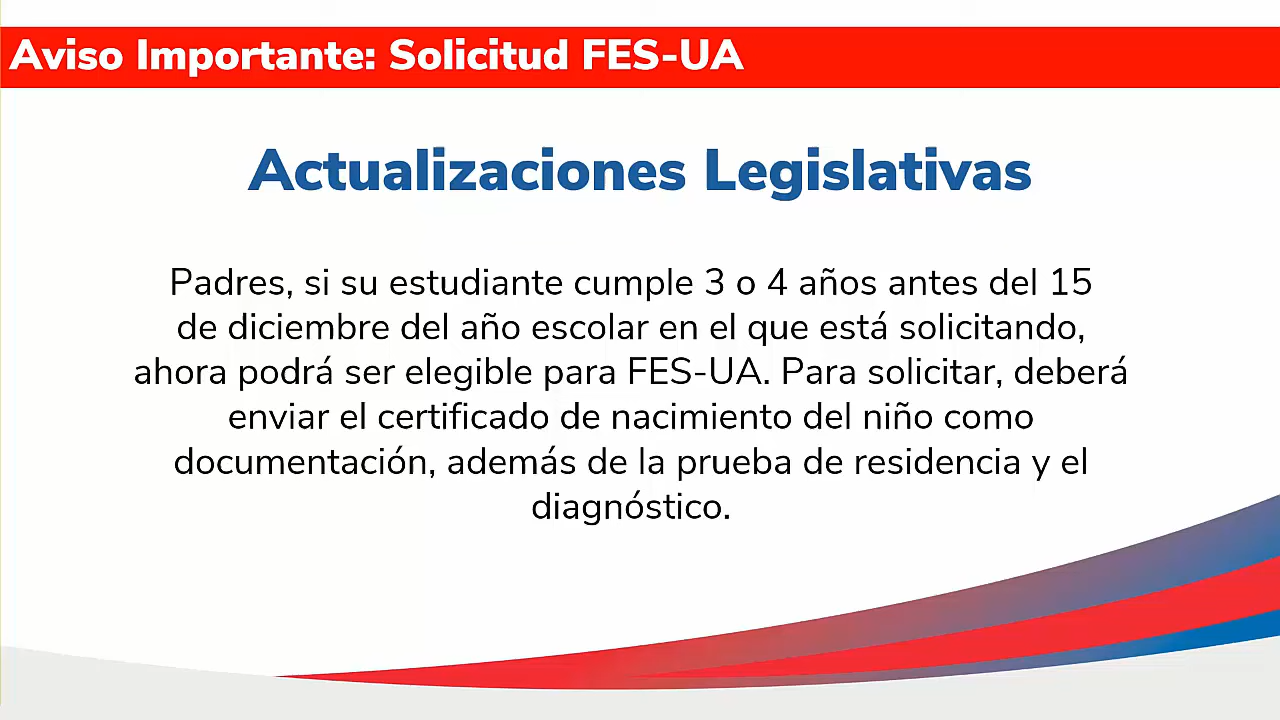 Aviso Importante: Solicitud FES-UA
Actualizaciones Legislativas
Padres, si su estudiante cumple 3 o 4 años antes del 15
de diciembre del año escolar en el que está solicitando,
ahora podrá ser elegible para FES-UA. Para solicitar, deberá
enviar el certificado de nacimiento del niño como
documentación, además de la prueba de residencia y el
diagnóstico.